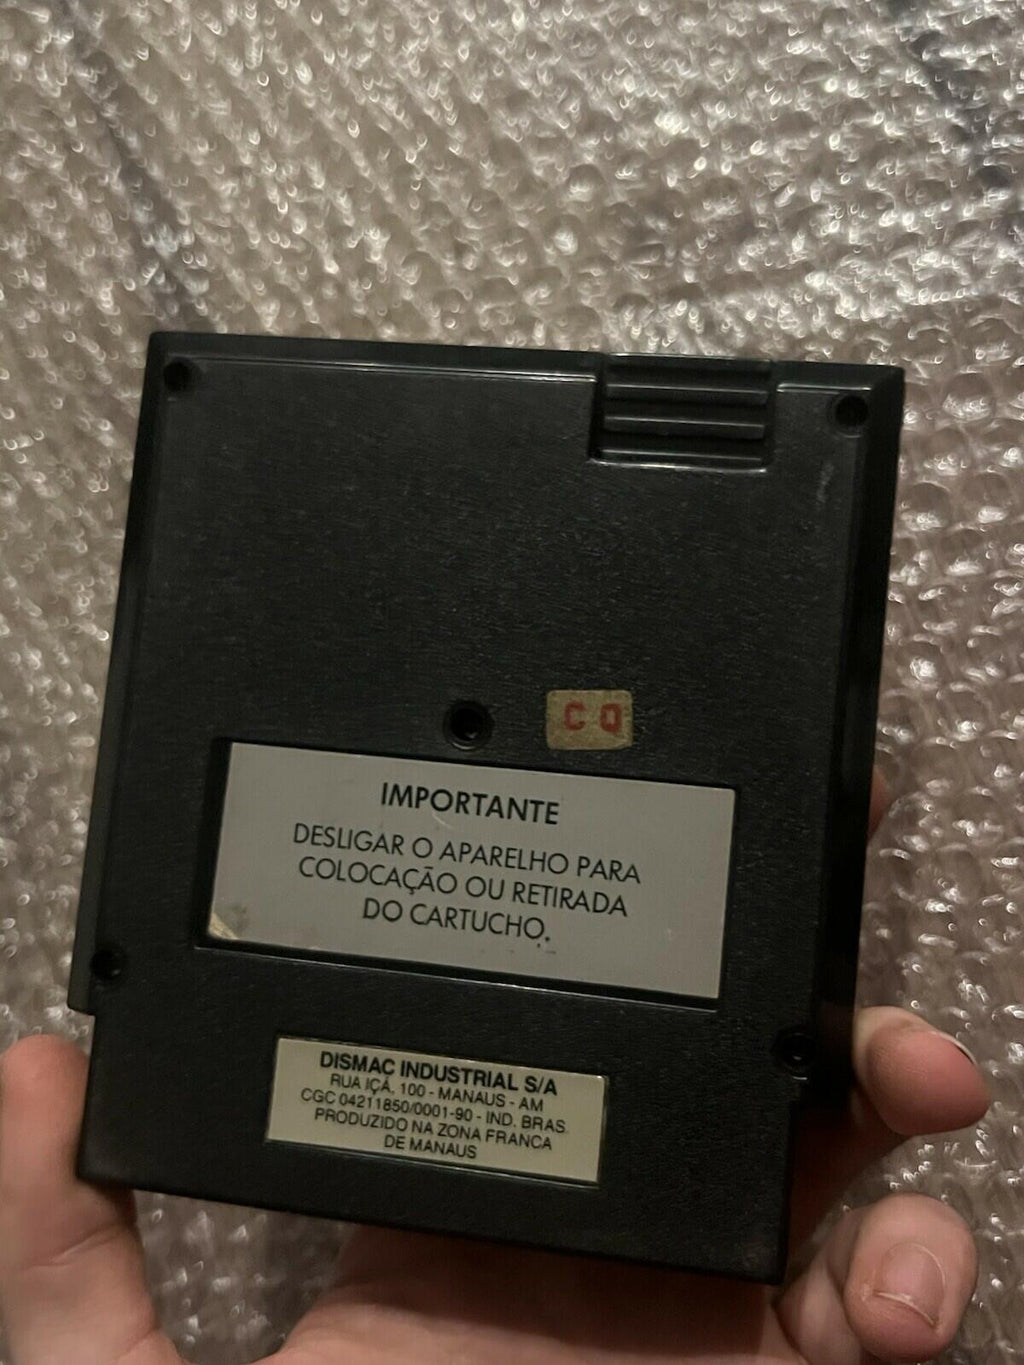 CQ
IMPORTANTE
DESLIGAR O APARELHO PARA
COLOCAÇÃO OU RETIRADA
DO CARTUCHO.
DISMAC INDUSTRIAL S/A
RUA IÇÁ, 100 - MANAUS - AM
CGC 04211850/0001-90 - IND. BRAS.
PRODUZIDO NA ZONA FRANCA
DE MANAUS